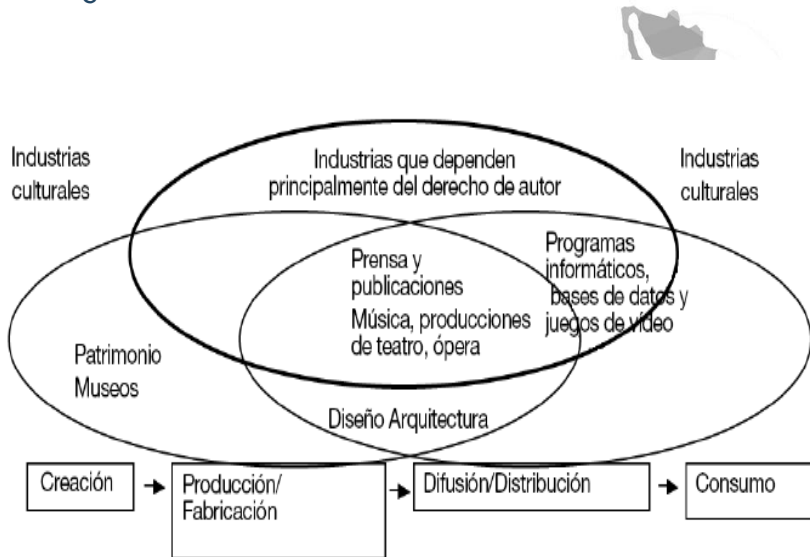 Industrias
culturales
Industrias que dependen
principalmente del derecho de autor
Industrias
culturales
Prensa y
publicaciones
Música, producciones
de teatro, ópera
Programas
informáticos,
bases de datos y
juegos de vídeo
Patrimonio
Museos
Diseño Arquitectura
Creación
Producción/
Fabricación
Difusión/Distribución
Consumo